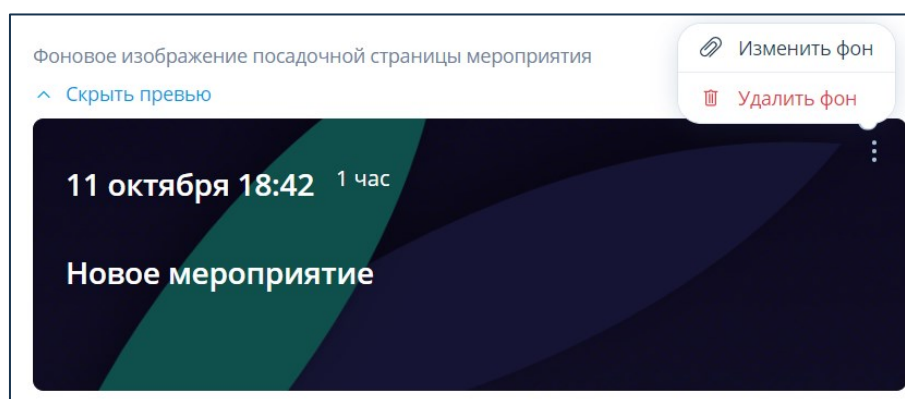 Фоновое изображение посадочной страницы мероприятия
Изменить фон
Скрыть превью
Удалить фон
11 октября 18:42 1 час
Новое мероприятие